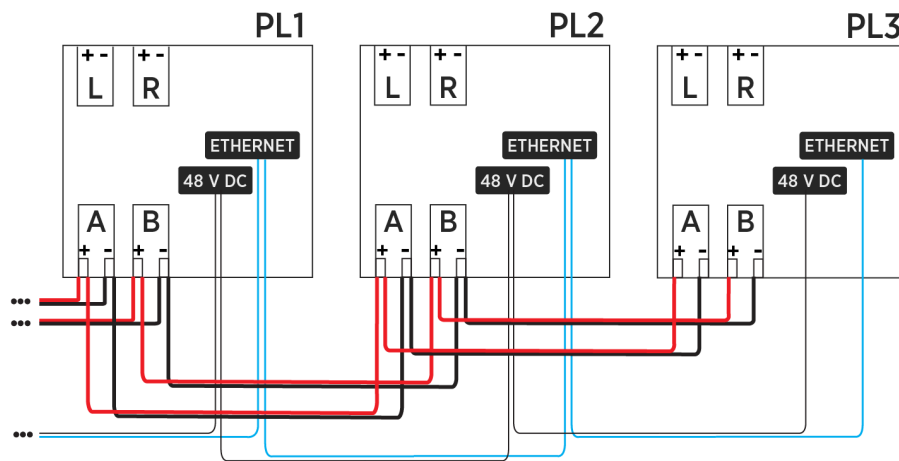 PL1 PL2 PL3
+ - + - + - + - + - + -
L R L R L R
ETHERNET ETHERNET ETHERNET
48 V DC 48 V DC 48 V DC
A B A B A B
+ - + - + - + - + - + -
•••
•••
•••